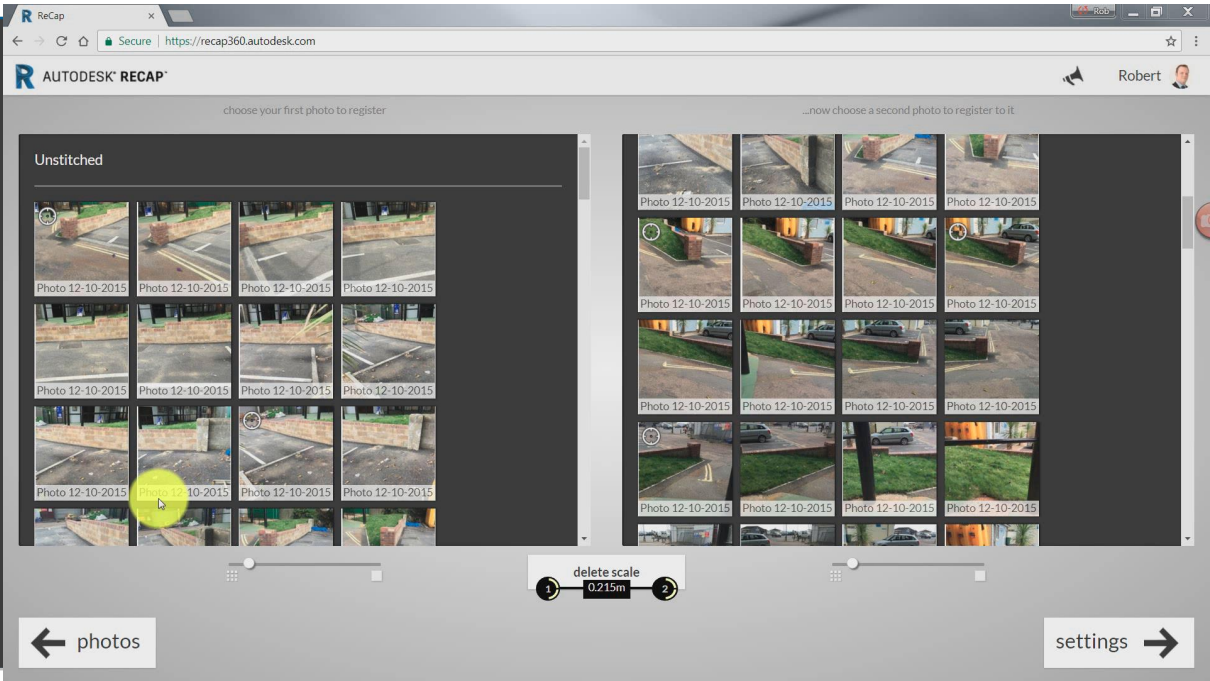 ReCap
Rob
Secure | https://recap360.autodesk.com
AUTODESK® RECAP™
Robert
choose your first photo to register
...now choose a second photo to register to it
Unstitched
Photo 12-10-2015 Photo 12-10-2015 Photo 12-10-2015 Photo 12-10-2015
Photo 12-10-2015 Photo 12-10-2015 Photo 12-10-2015 Photo 12-10-2015
Photo 12-10-2015 Photo 12-10-2015 Photo 12-10-2015 Photo 12-10-2015
Photo 12-10-2015 Photo 12-10-2015 Photo 12-10-2015 Photo 12-10-2015
Photo 12-10-2015 Photo 12-10-2015 Photo 12-10-2015 Photo 12-10-2015
Photo 12-10-2015 Photo 12-10-2015 Photo 12-10-2015 Photo 12-10-2015
Photo 12-10-2015 Photo 12-10-2015 Photo 12-10-2015 Photo 12-10-2015
delete scale
1 0.215m 2
photos
settings